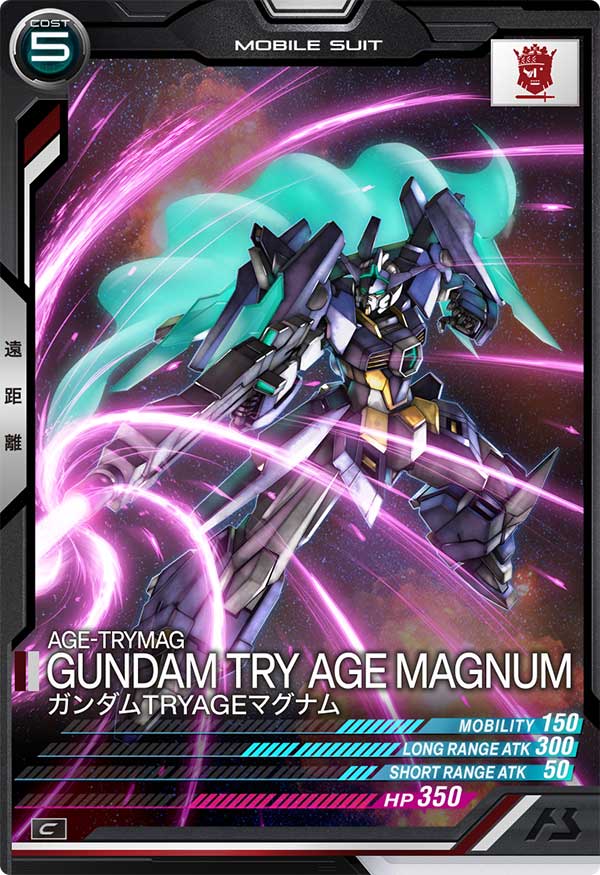 COST
5
MOBILE SUIT
遠距離
AGE-TRYMAG
GUNDAM TRY AGE MAGNUM
ガンダムTRYAGEマグナム
MOBILITY 150
LONG RANGE ATK 300
SHORT RANGE ATK 50
HP 350
C